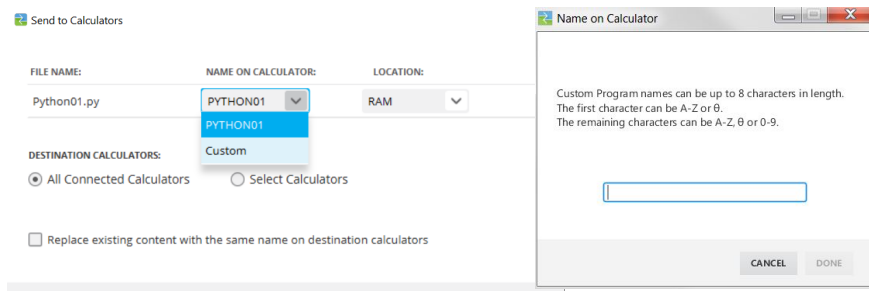 Send to Calculators
FILE NAME: NAME ON CALCULATOR: LOCATION:
Python01.py PYTHON01 RAM
PYTHON01
Custom
DESTINATION CALCULATORS:
All Connected Calculators Select Calculators
Replace existing content with the same name on destination calculators
Name on Calculator
Custom Program names can be up to 8 characters in length.
The first character can be A-Z or θ.
The remaining characters can be A-Z, θ or 0-9.
CANCEL DONE